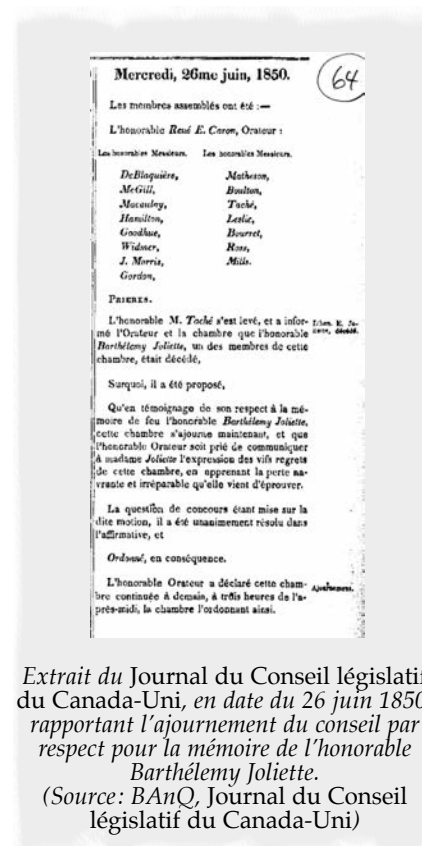 Mercredi, 26me juin, 1850.
64
Les membres assemblés ont été :—
L'honorable René E. Caron, Orateur :
Les honorables Messieurs. Les honorables Messieurs.
DeBlaquière, Matheson,
McGill, Boulton,
Macaulay, Taché,
Hamilton, Leslie,
Goodhue, Bourret,
Widmer, Ross,
J. Morris, Mills.
Gordon,
PRIERES.
L'honorable M. Taché s'est levé, et a infor-
mé l'Orateur et la chambre que l'honorable
Barthélemy Joliette, un des membres de cette
chambre, était décédé,
décédé.
Surquoi, il a été proposé,
Qu'en témoignage de son respect à la mé-
moire de feu l'honorable Barthélemy Joliette,
cette chambre s'ajourne maintenant, et que
l'honorable Orateur soit prié de communiquer
à madame Joliette l'expression des vifs regrets
de cette chambre, en apprenant la perte na-
vrante et irréparable qu'elle vient d'éprouver.
La question de concours étant mise sur la
dite motion, il a été unanimement résolu dans
l'affirmative, et
Ordonné, en conséquence.
L'honorable Orateur a déclaré cette cham-
bre continuée à demain, à trois heures de l'a-
près-midi, la chambre l'ordonnant ainsi.
Ajournement.
Extrait du Journal du Conseil législatif
du Canada-Uni, en date du 26 juin 1850
rapportant l'ajournement du conseil par
respect pour la mémoire de l'honorable
Barthélemy Joliette.
(Source: BAnQ, Journal du Conseil
législatif du Canada-Uni)